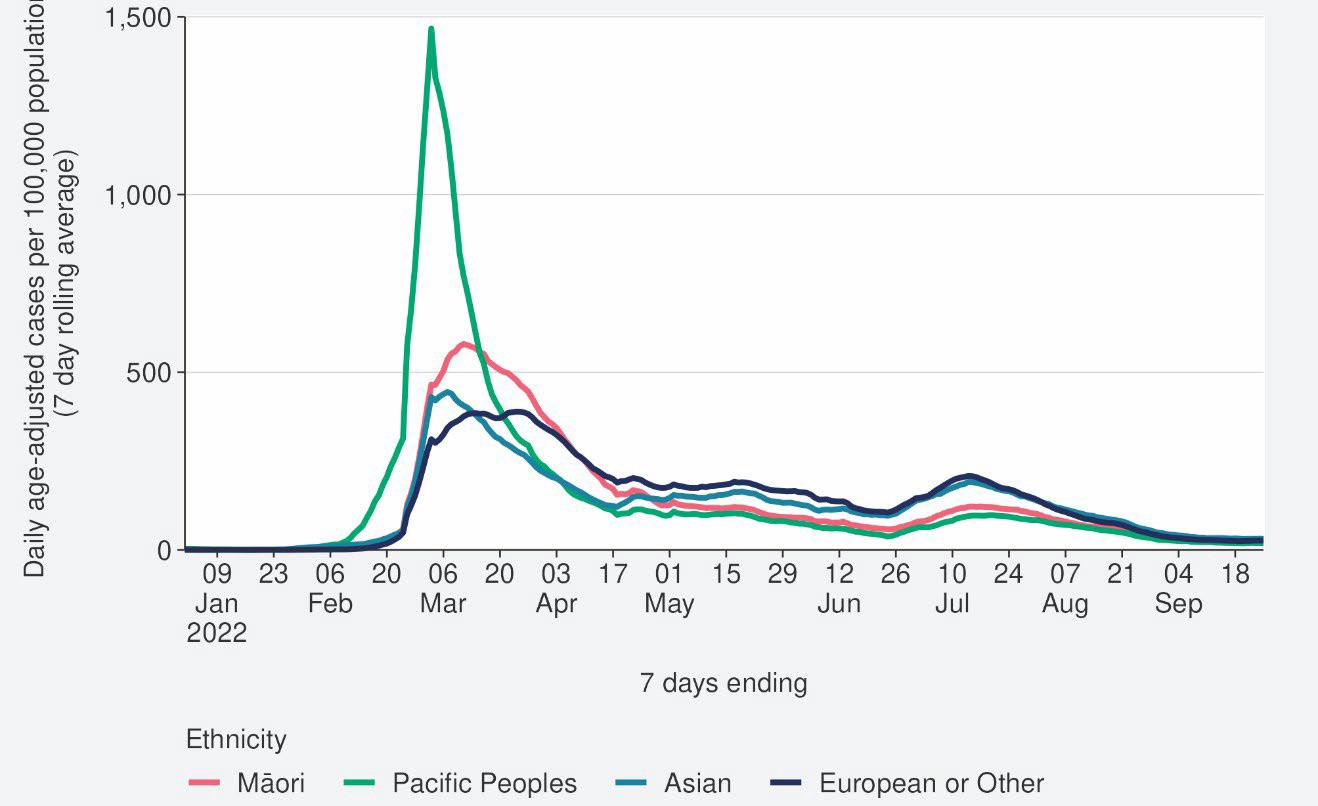 Daily age-adjusted cases per 100,000 population
(7 day rolling average)
1,500
1,000
500
0
09 23 06 20 06 20 03 17 01 15 29 12 26 10 24 07 21 04 18
Jan Feb Mar Apr May Jun Jul Aug Sep
2022
7 days ending
Ethnicity
Māori Pacific Peoples Asian European or Other